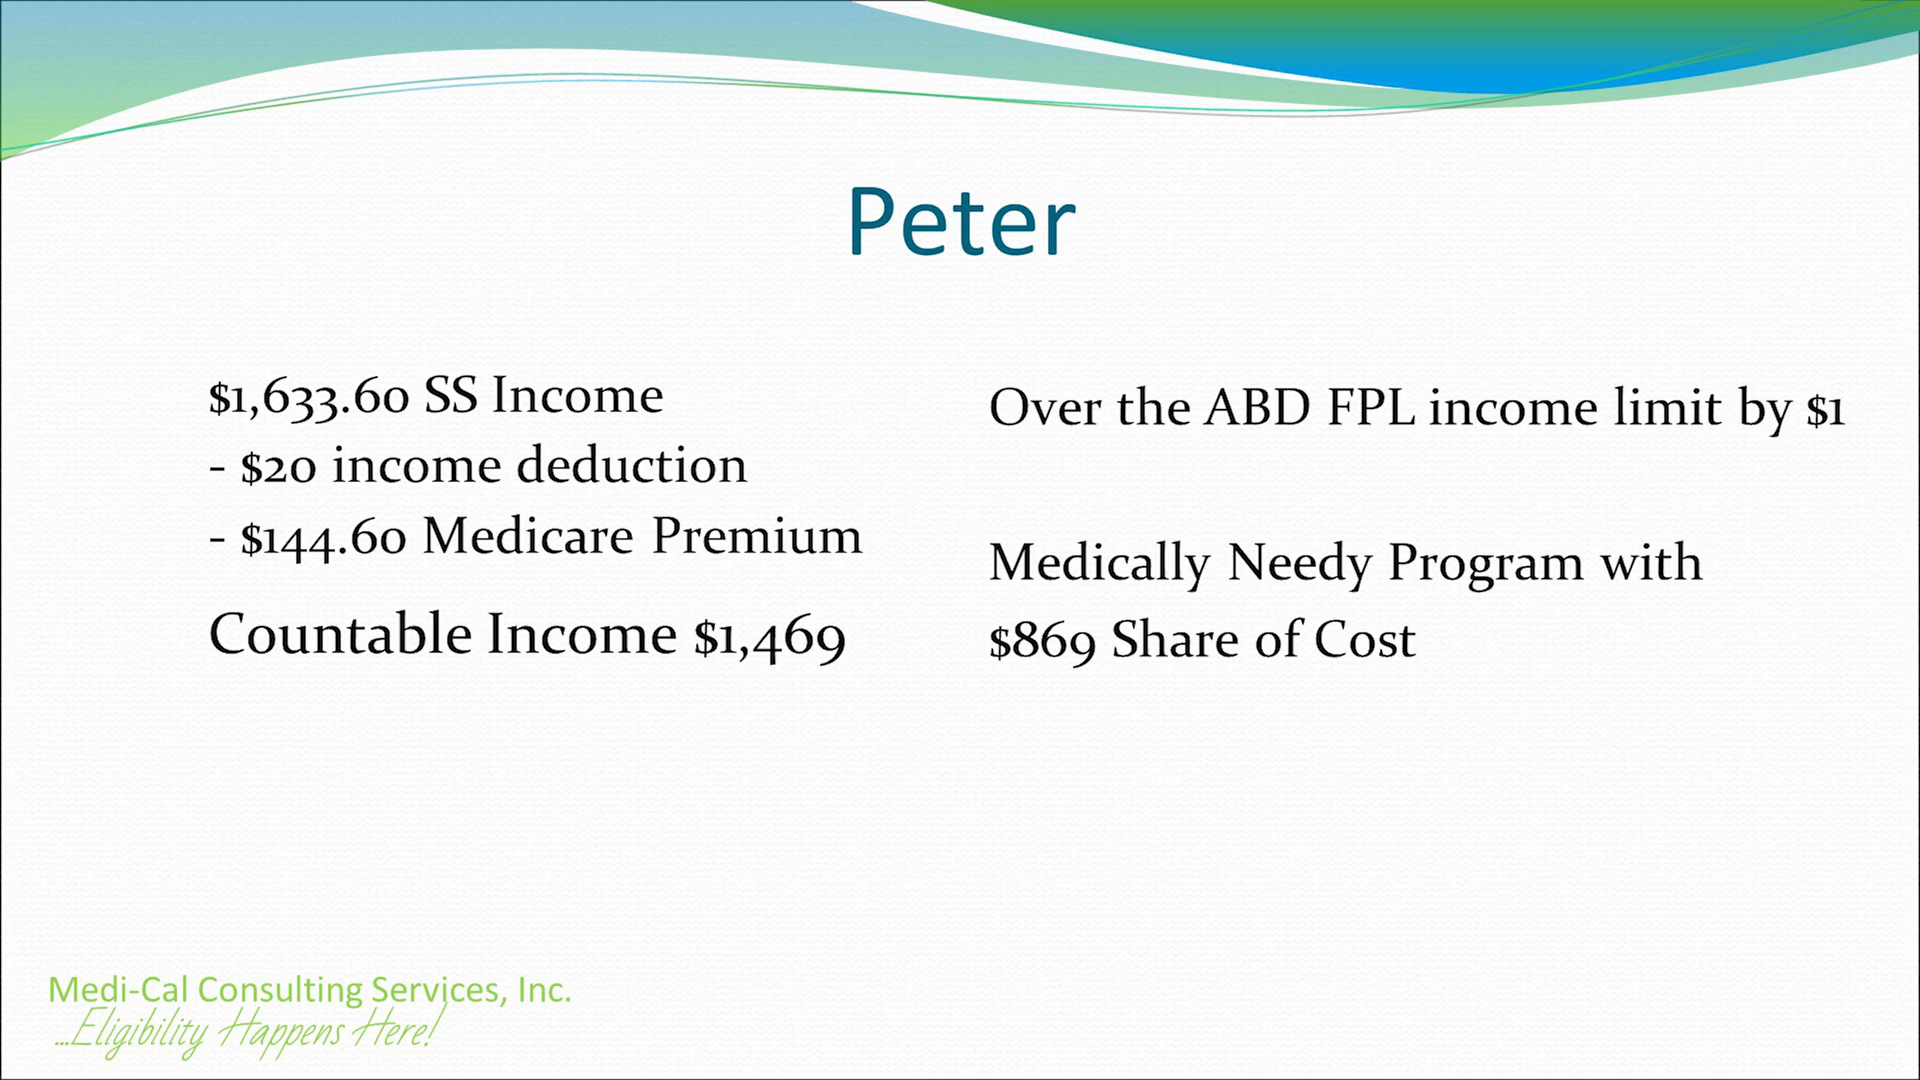 Peter
$1,633.60 SS Income
- $20 income deduction
- $144.60 Medicare Premium
Countable Income $1,469
Over the ABD FPL income limit by $1
Medically Needy Program with
$869 Share of Cost
Medi-Cal Consulting Services, Inc.
...Eligibility Happens Here!